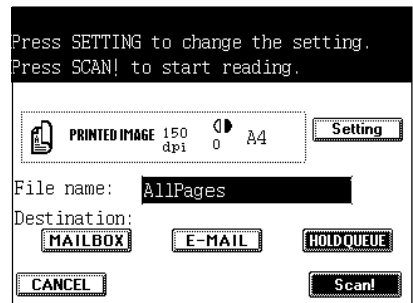 Press SETTING to change the setting.
Press SCAN! to start reading.
PRINTED IMAGE 150 dpi 0 A4 Setting
File name: AllPages
Destination:
MAILBOX E-MAIL HOLDQUEUE
CANCEL Scan!